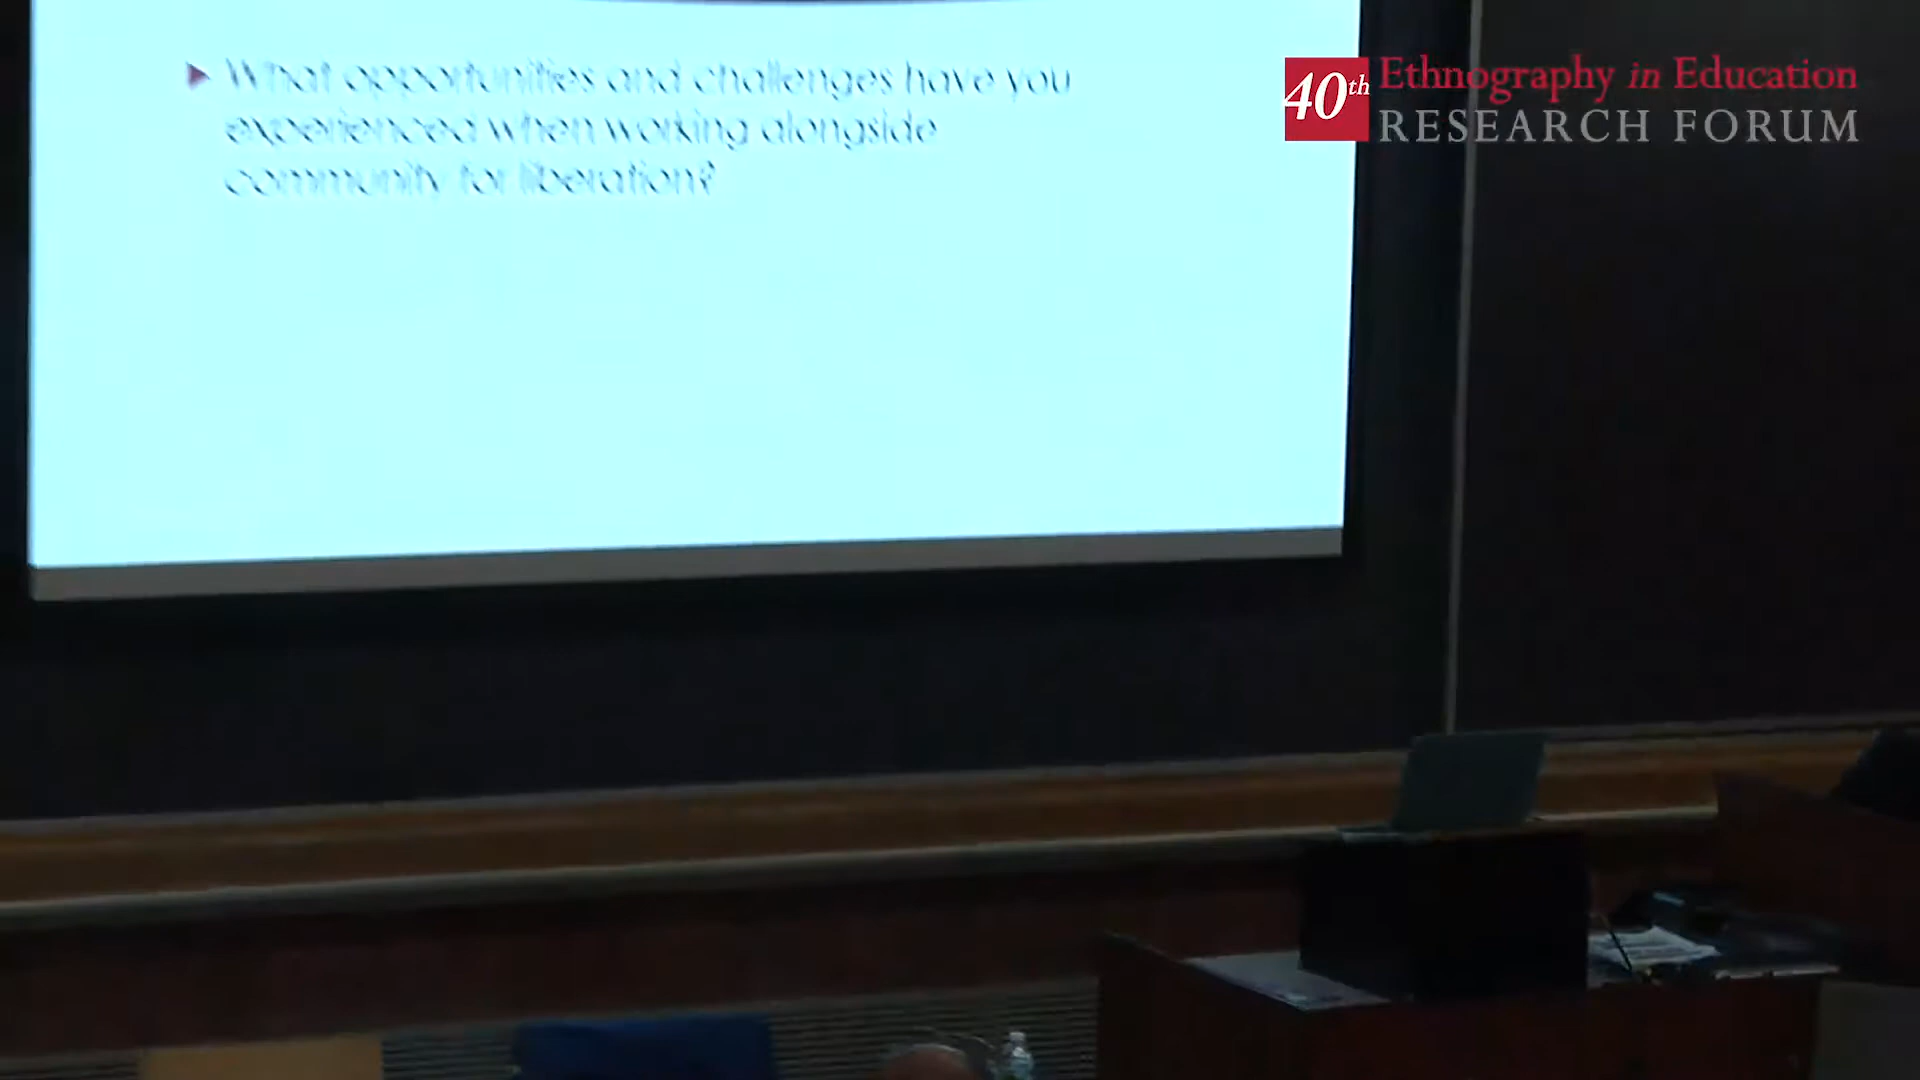 What opportunities and challenges have you
experienced when working alongside
community for liberation?
40th
Ethnography in Education
RESEARCH FORUM